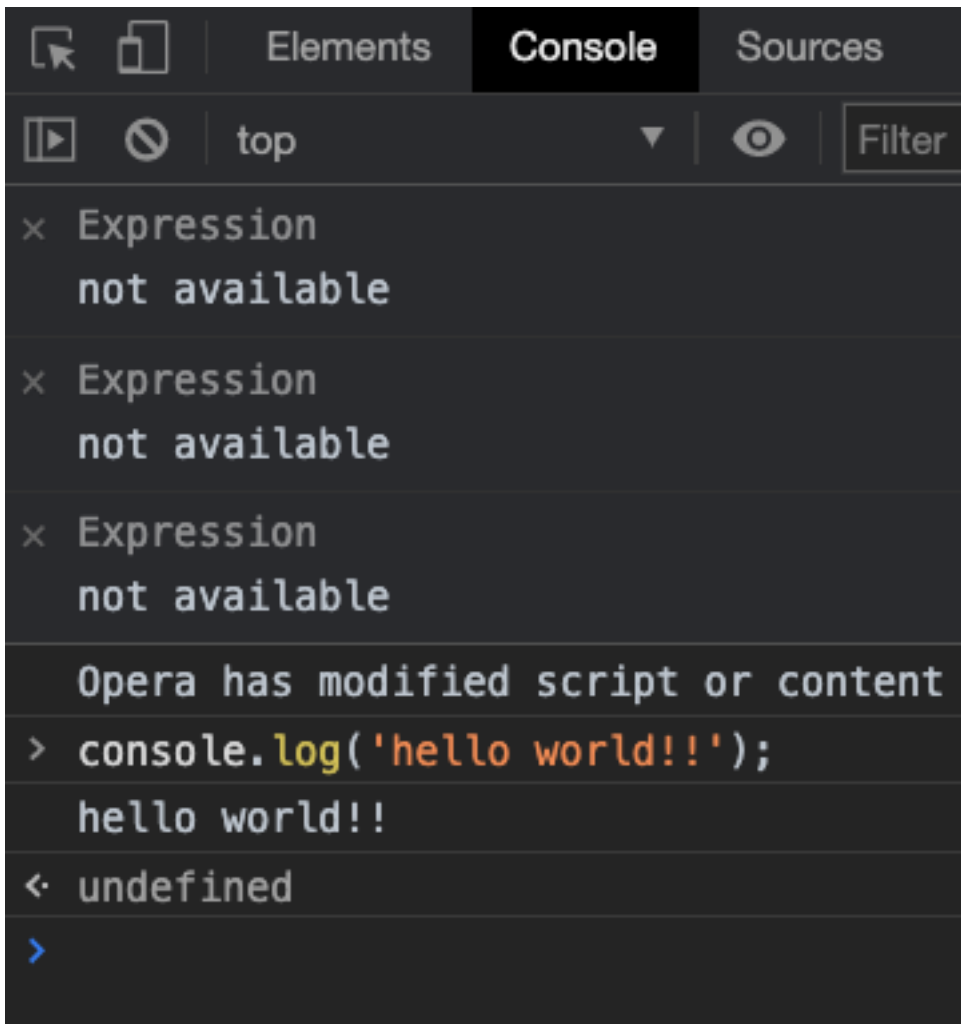 Elements Console Sources
top Filter
Expression
not available
Expression
not available
Expression
not available
Opera has modified script or content
> console.log('hello world!!');
hello world!!
undefined
>